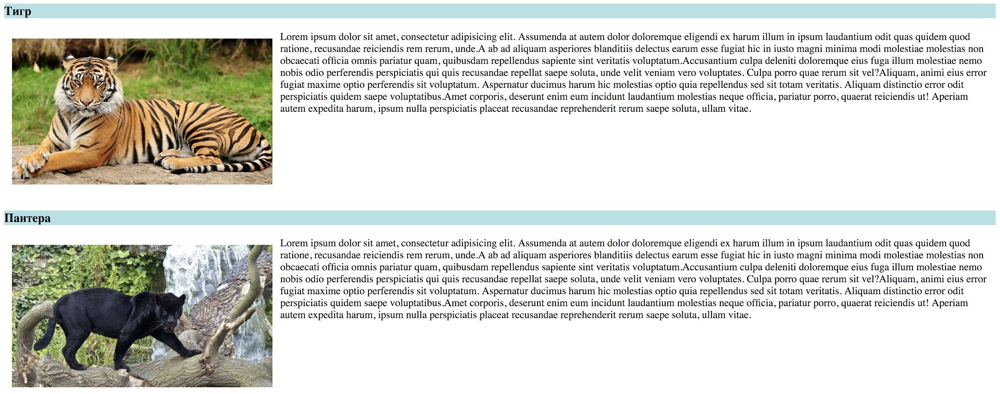 Тигр
Lorem ipsum dolor sit amet, consectetur adipisicing elit. Assumenda at autem dolor doloremque eligendi ex harum illum in ipsum laudantium odit quas quidem quod
ratione, recusandae reiciendis rem rerum, unde.A ab ad aliquam asperiores blanditiis delectus earum esse fugiat hic in iusto magni minima modi molestiae molestias non
obcaecati officia omnis pariatur quam, quibusdam repellendus sapiente sint veritatis voluptatum.Accusantium culpa deleniti doloremque eius fuga illum molestiae nemo
nobis odio perferendis perspiciatis qui quis recusandae repellat saepe soluta, unde velit veniam vero voluptates. Culpa porro quae rerum sit vel?Aliquam, animi eius error
fugiat maxime optio perferendis sit voluptatum. Aspernatur ducimus harum hic molestias optio quia repellendus sed sit totam veritatis. Aliquam distinctio error odit
perspiciatis quidem saepe voluptatibus.Amet corporis, deserunt enim eum incidunt laudantium molestias neque officia, pariatur porro, quaerat reiciendis ut! Aperiam
autem expedita harum, ipsum nulla perspiciatis placeat recusandae reprehenderit rerum saepe soluta, ullam vitae.
Пантера
Lorem ipsum dolor sit amet, consectetur adipisicing elit. Assumenda at autem dolor doloremque eligendi ex harum illum in ipsum laudantium odit quas quidem quod
ratione, recusandae reiciendis rem rerum, unde.A ab ad aliquam asperiores blanditiis delectus earum esse fugiat hic in iusto magni minima modi molestiae molestias non
obcaecati officia omnis pariatur quam, quibusdam repellendus sapiente sint veritatis voluptatum.Accusantium culpa deleniti doloremque eius fuga illum molestiae nemo
nobis odio perferendis perspiciatis qui quis recusandae repellat saepe soluta, unde velit veniam vero voluptates. Culpa porro quae rerum sit vel?Aliquam, animi eius error
fugiat maxime optio perferendis sit voluptatum. Aspernatur ducimus harum hic molestias optio quia repellendus sed sit totam veritatis. Aliquam distinctio error odit
perspiciatis quidem saepe voluptatibus.Amet corporis, deserunt enim eum incidunt laudantium molestias neque officia, pariatur porro, quaerat reiciendis ut! Aperiam
autem expedita harum, ipsum nulla perspiciatis placeat recusandae reprehenderit rerum saepe soluta, ullam vitae.